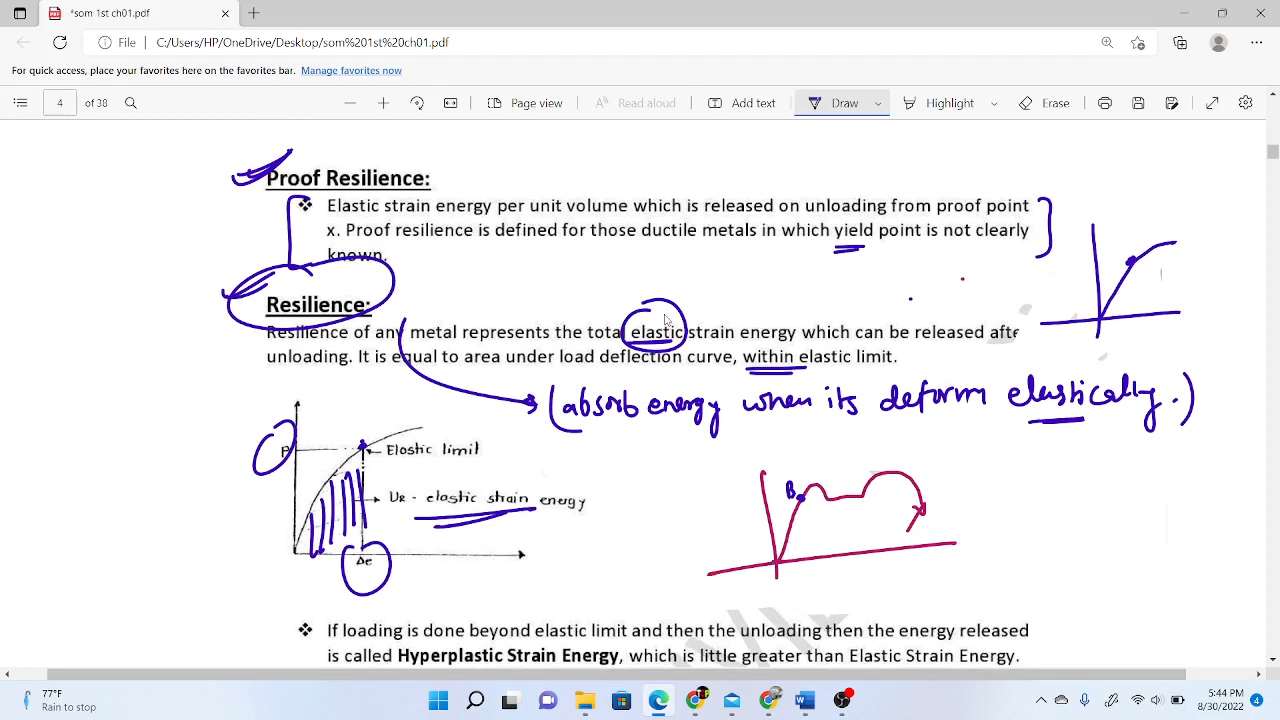 *som 1st ch01.pdf
File
C:/Users/HP/OneDrive/Desktop/som%201st%20ch01.pdf
For quick access, place your favorites here on the favorites bar. Manage favorites now
4 of 38
Page view
Read aloud
Add text
Draw
Highlight
Erase
Proof Resilience:
❖ Elastic strain energy per unit volume which is released on unloading from proof point
x. Proof resilience is defined for those ductile metals in which yield point is not clearly
known.
Resilience:
Resilience of any metal represents the total elastic strain energy which can be released afte
unloading. It is equal to area under load deflection curve, within elastic limit.
(absorb energy when its deform elastically.)
P
Elostic limit
UR - elastic strain energy
B
Δe
❖ If loading is done beyond elastic limit and then the unloading then the energy released
is called Hyperplastic Strain Energy, which is little greater than Elastic Strain Energy.
77°F
Rain to stop
5:44 PM
8/30/2022
4